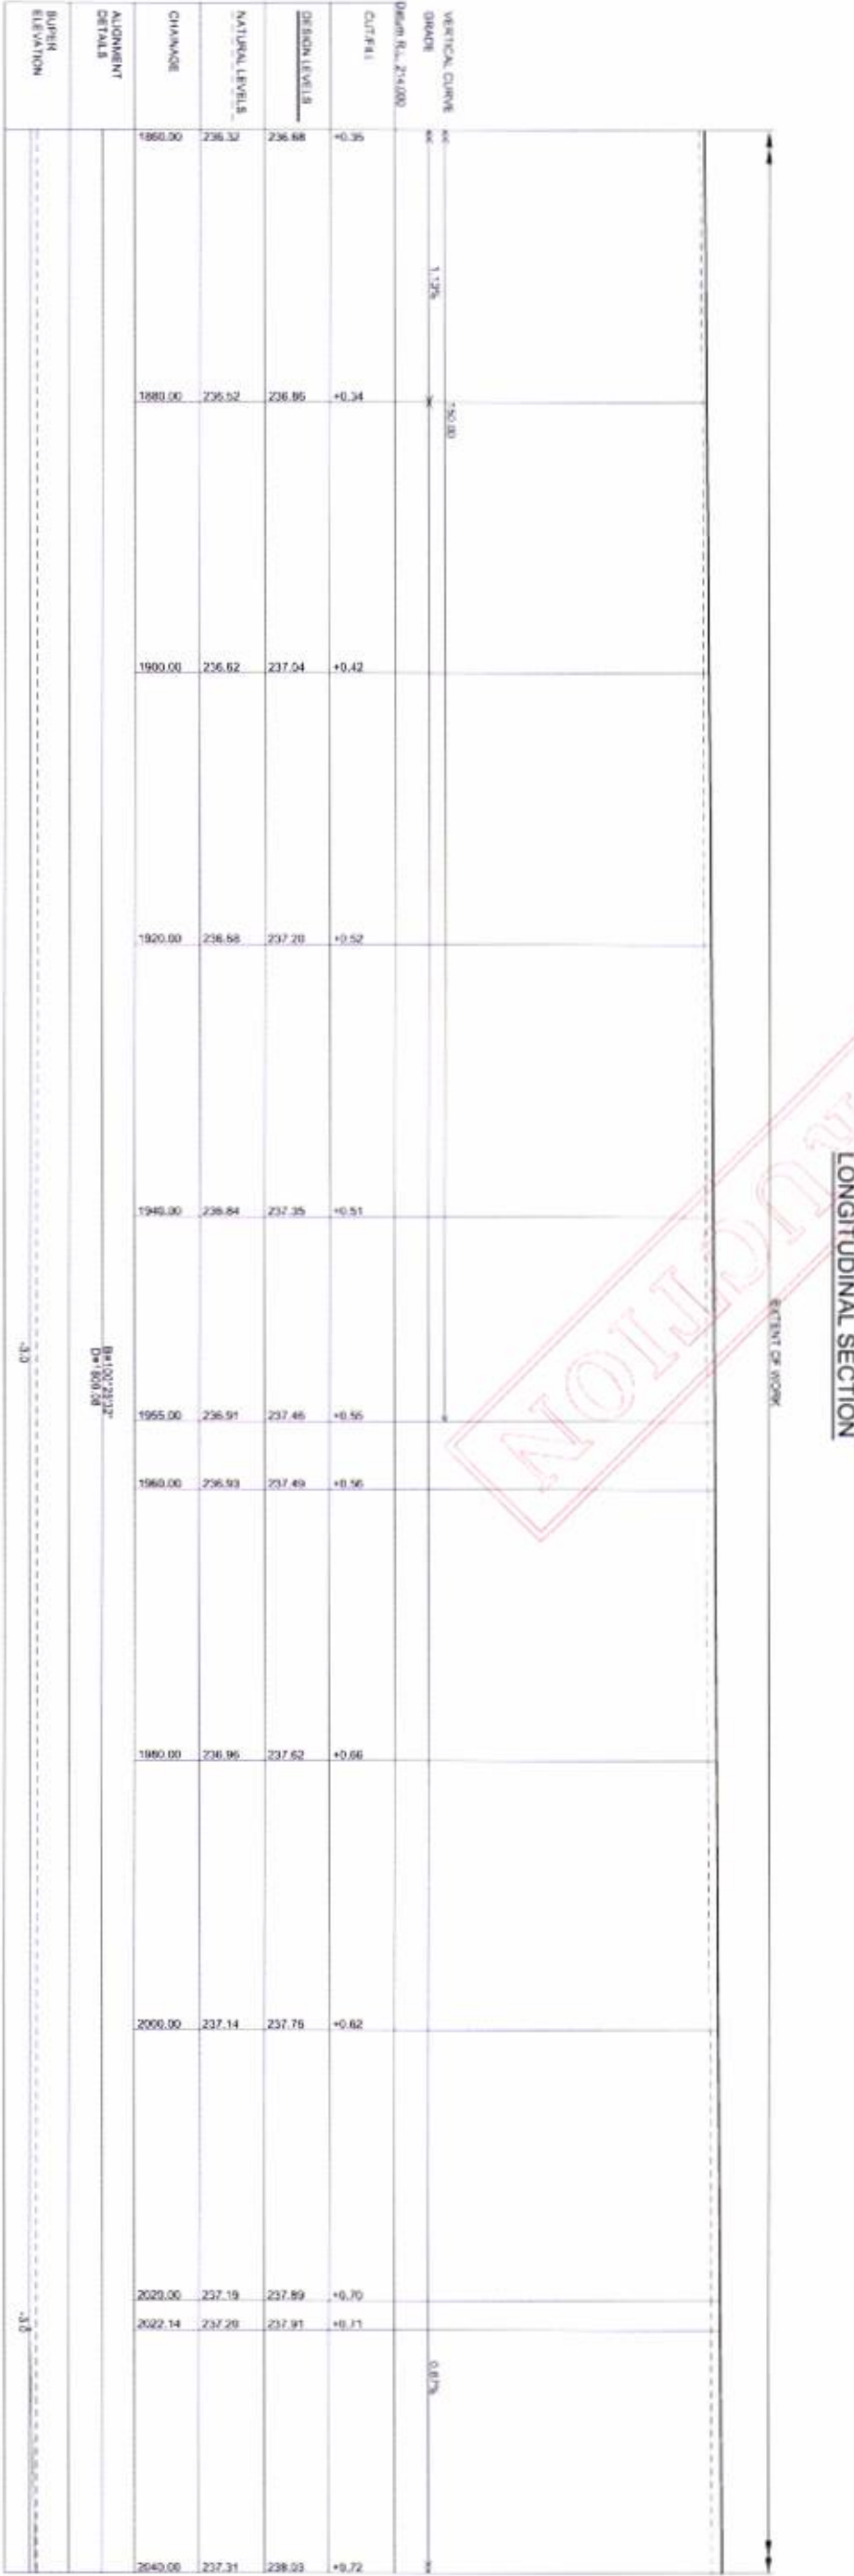 LONGITUDINAL SECTION
EXTENT OF WORK
UCTION
VERTICAL CURVE 150.00
GRADE 1.13% 0.67%
Datum R.L. 214.000
CUT/FILL +0.35 +0.34 +0.42 +0.52 +0.51 +0.55 +0.56 +0.66 +0.62 +0.70 +0.71 +0.72
DESIGN LEVELS 236.68 236.86 237.04 237.20 237.35 237.46 237.49 237.62 237.76 237.89 237.91 238.03
NATURAL LEVELS 236.32 236.52 236.62 236.68 236.84 236.91 236.93 236.96 237.14 237.19 237.20 237.31
CHAINAGE 1860.00 1880.00 1900.00 1920.00 1940.00 1955.00 1960.00 1980.00 2000.00 2020.00 2022.14 2040.00
ALIGNMENT
DETAILS
SUPER
ELEVATION -3.0 -3.0